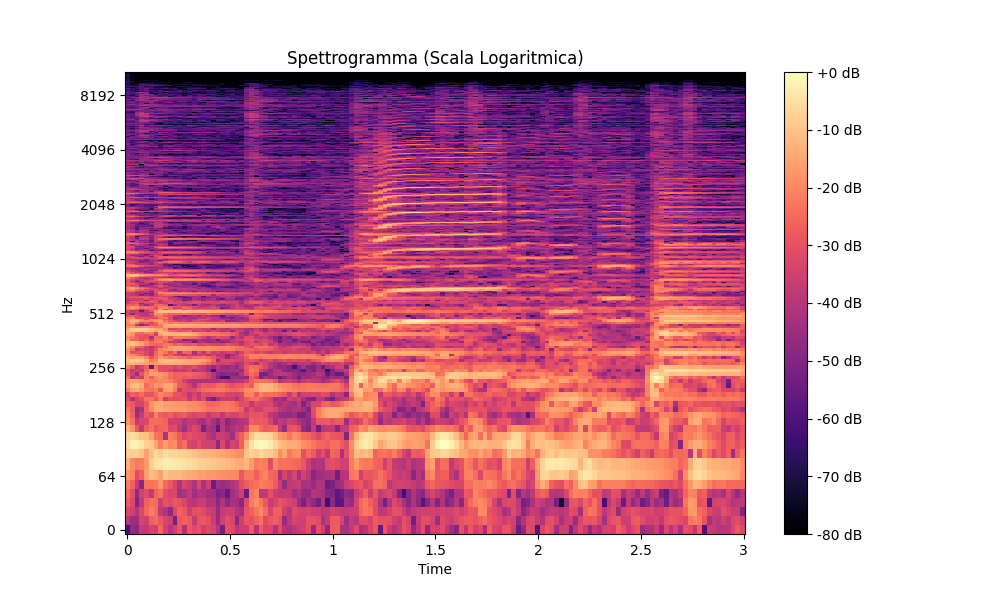 Spettrogramma (Scala Logaritmica)
8192
4096
2048
1024
512
256
128
64
0
Hz
0
0.5
1
1.5
2
2.5
3
Time
+0 dB
-10 dB
-20 dB
-30 dB
-40 dB
-50 dB
-60 dB
-70 dB
-80 dB